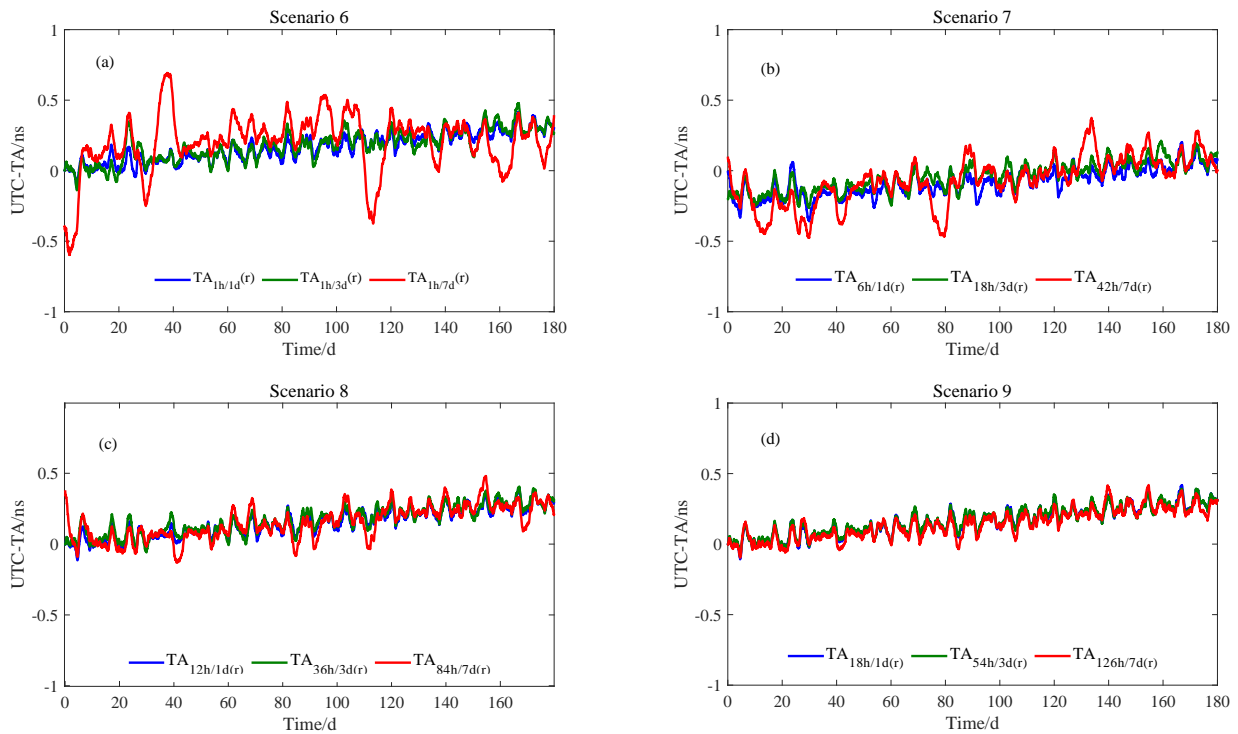 Scenario 6
(a)
1
0.5
0
-0.5
-1
UTC-TA/ns
TA1h/1d(r) TA1h/3d(r) TA1h/7d(r)
0 20 40 60 80 100 120 140 160 180
Time/d
Scenario 7
(b)
1
0.5
0
-0.5
-1
UTC-TA/ns
TA6h/1d(r) TA18h/3d(r) TA42h/7d(r)
0 20 40 60 80 100 120 140 160 180
Time/d
Scenario 8
(c)
0.5
0
-0.5
-1
UTC-TA/ns
TA12h/1d(r) TA36h/3d(r) TA84h/7d(r)
0 20 40 60 80 100 120 140 160 180
Time/d
Scenario 9
(d)
1
0.5
0
-0.5
-1
UTC-TA/ns
TA18h/1d(r) TA54h/3d(r) TA126h/7d(r)
0 20 40 60 80 100 120 140 160 180
Time/d